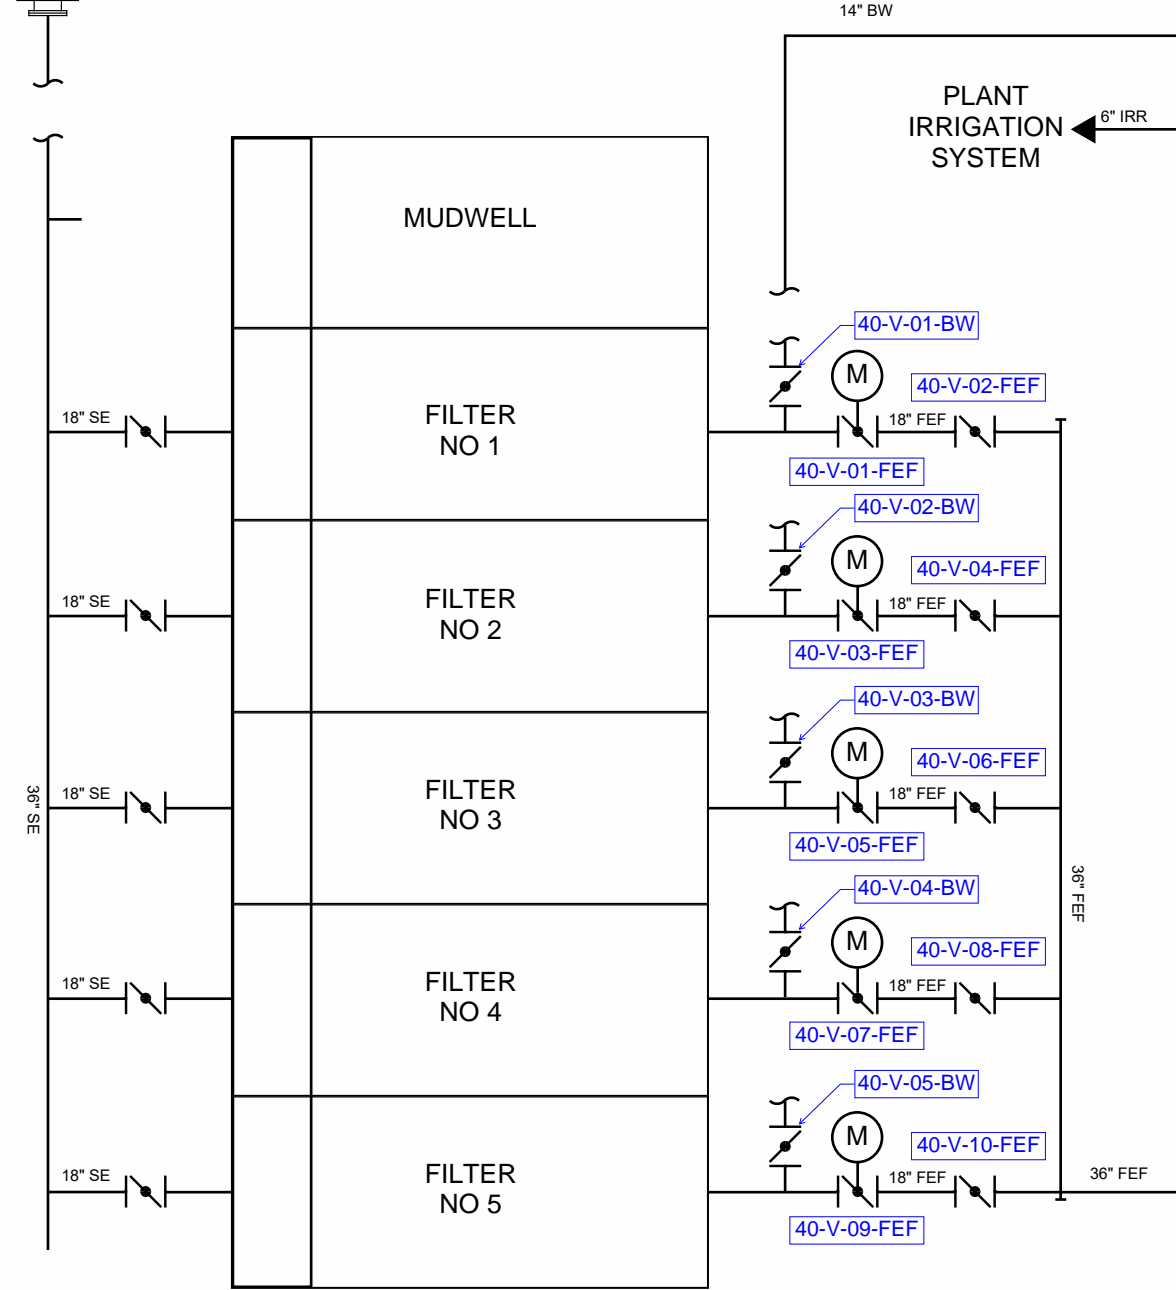 14" BW
PLANT
IRRIGATION
SYSTEM
6" IRR
MUDWELL
40-V-01-BW
M
40-V-02-FEF
18" SE
FILTER
NO 1
18" FEF
40-V-01-FEF
40-V-02-BW
M
40-V-04-FEF
18" SE
FILTER
NO 2
18" FEF
40-V-03-FEF
40-V-03-BW
M
40-V-06-FEF
36" SE
18" SE
FILTER
NO 3
18" FEF
40-V-05-FEF
36" FEF
40-V-04-BW
M
40-V-08-FEF
18" SE
FILTER
NO 4
18" FEF
40-V-07-FEF
40-V-05-BW
M
40-V-10-FEF
18" SE
FILTER
NO 5
18" FEF
36" FEF
40-V-09-FEF